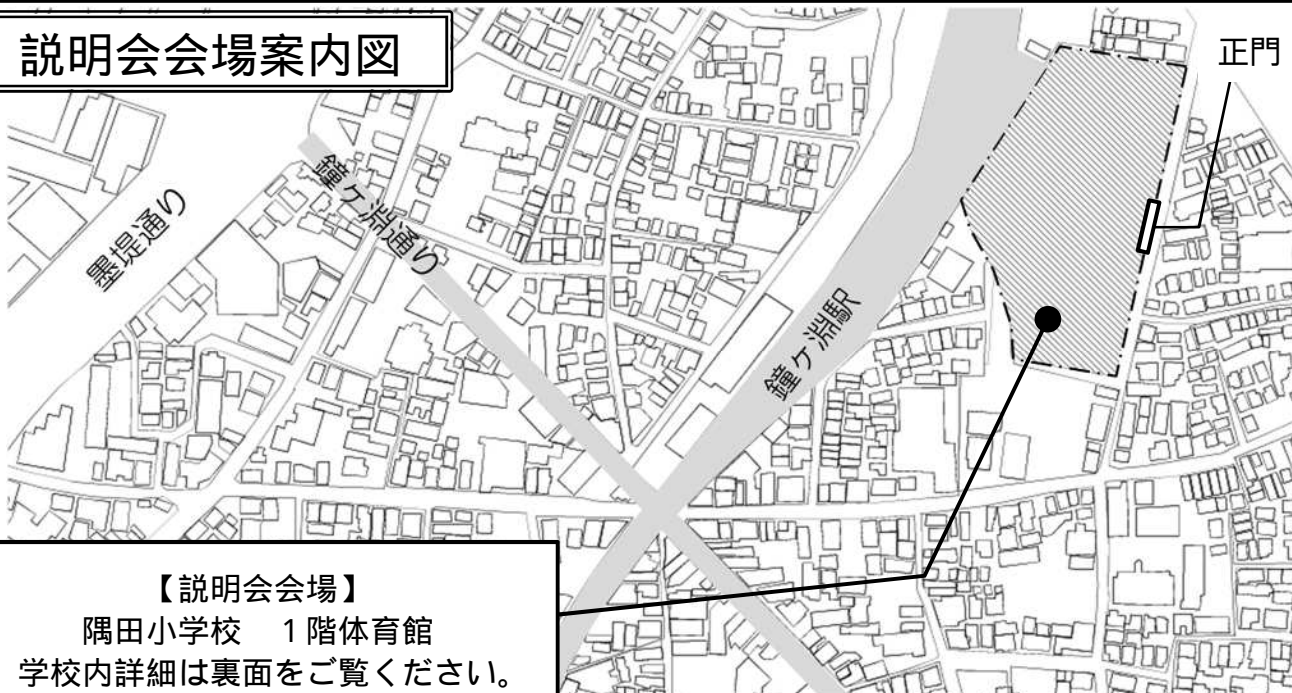 説明会会場案内図
正門
墨堤通り
鐘ケ淵通り
鐘ケ淵駅
【説明会会場】
隅田小学校　１階体育館
学校内詳細は裏面をご覧ください。